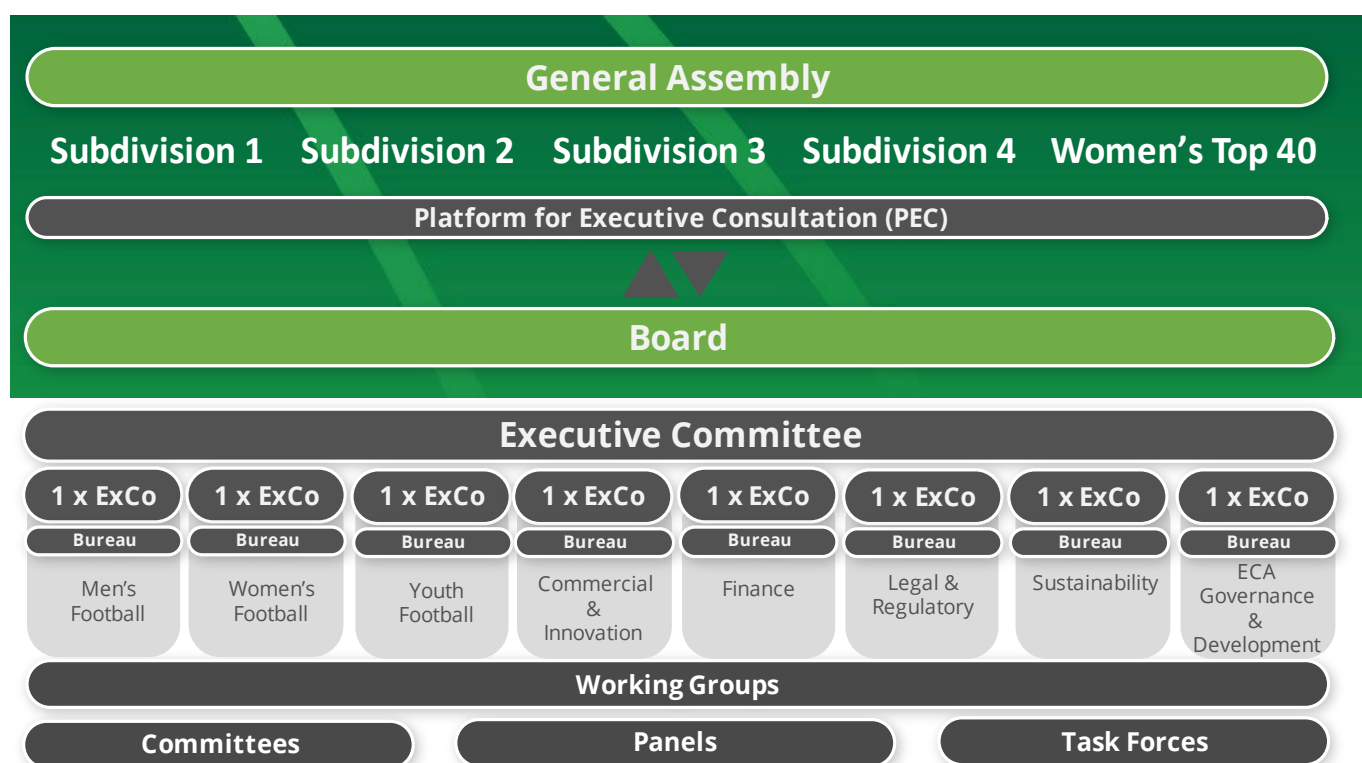 General Assembly
Subdivision 1 Subdivision 2 Subdivision 3 Subdivision 4 Women’s Top 40
Platform for Executive Consultation (PEC)
Board
Executive Committee
1 x ExCo 1 x ExCo 1 x ExCo 1 x ExCo 1 x ExCo 1 x ExCo 1 x ExCo 1 x ExCo
Bureau Bureau Bureau Bureau Bureau Bureau Bureau Bureau
Men’s
Football
Women’s
Football
Youth
Football
Commercial
&
Innovation
Finance
Legal &
Regulatory
Sustainability
ECA
Governance
&
Development
Working Groups
Committees Panels Task Forces